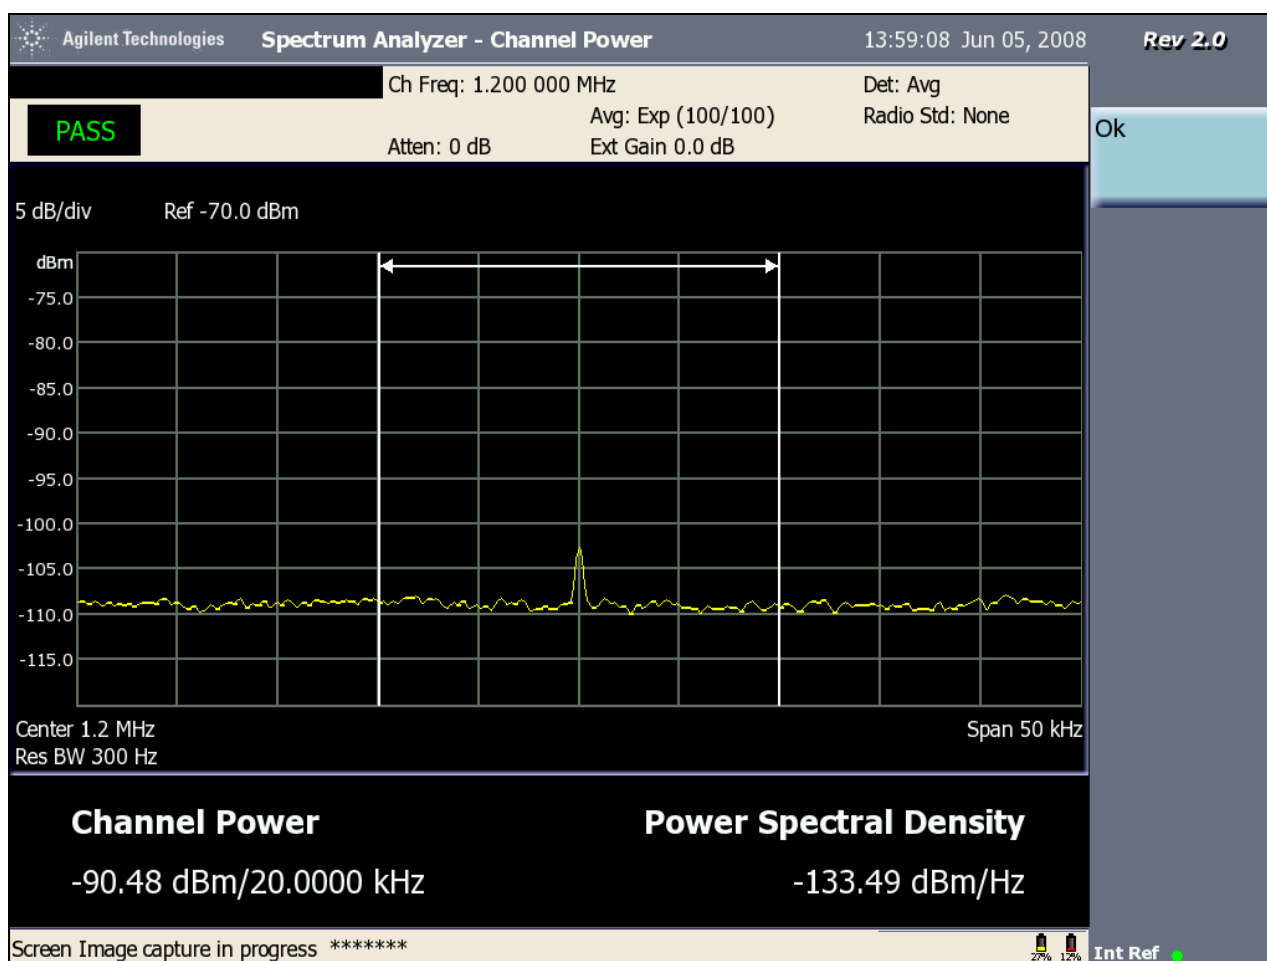 Agilent Technologies Spectrum Analyzer - Channel Power 13:59:08 Jun 05, 2008 Rev 2.0
Ch Freq: 1.200 000 MHz Det: Avg
PASS Avg: Exp (100/100) Radio Std: None Ok
Atten: 0 dB Ext Gain 0.0 dB
5 dB/div Ref -70.0 dBm
dBm
-75.0
-80.0
-85.0
-90.0
-95.0
-100.0
-105.0
-110.0
-115.0
Center 1.2 MHz Span 50 kHz
Res BW 300 Hz
Channel Power Power Spectral Density
-90.48 dBm/20.0000 kHz -133.49 dBm/Hz
Screen Image capture in progress ******* 27% 12% Int Ref